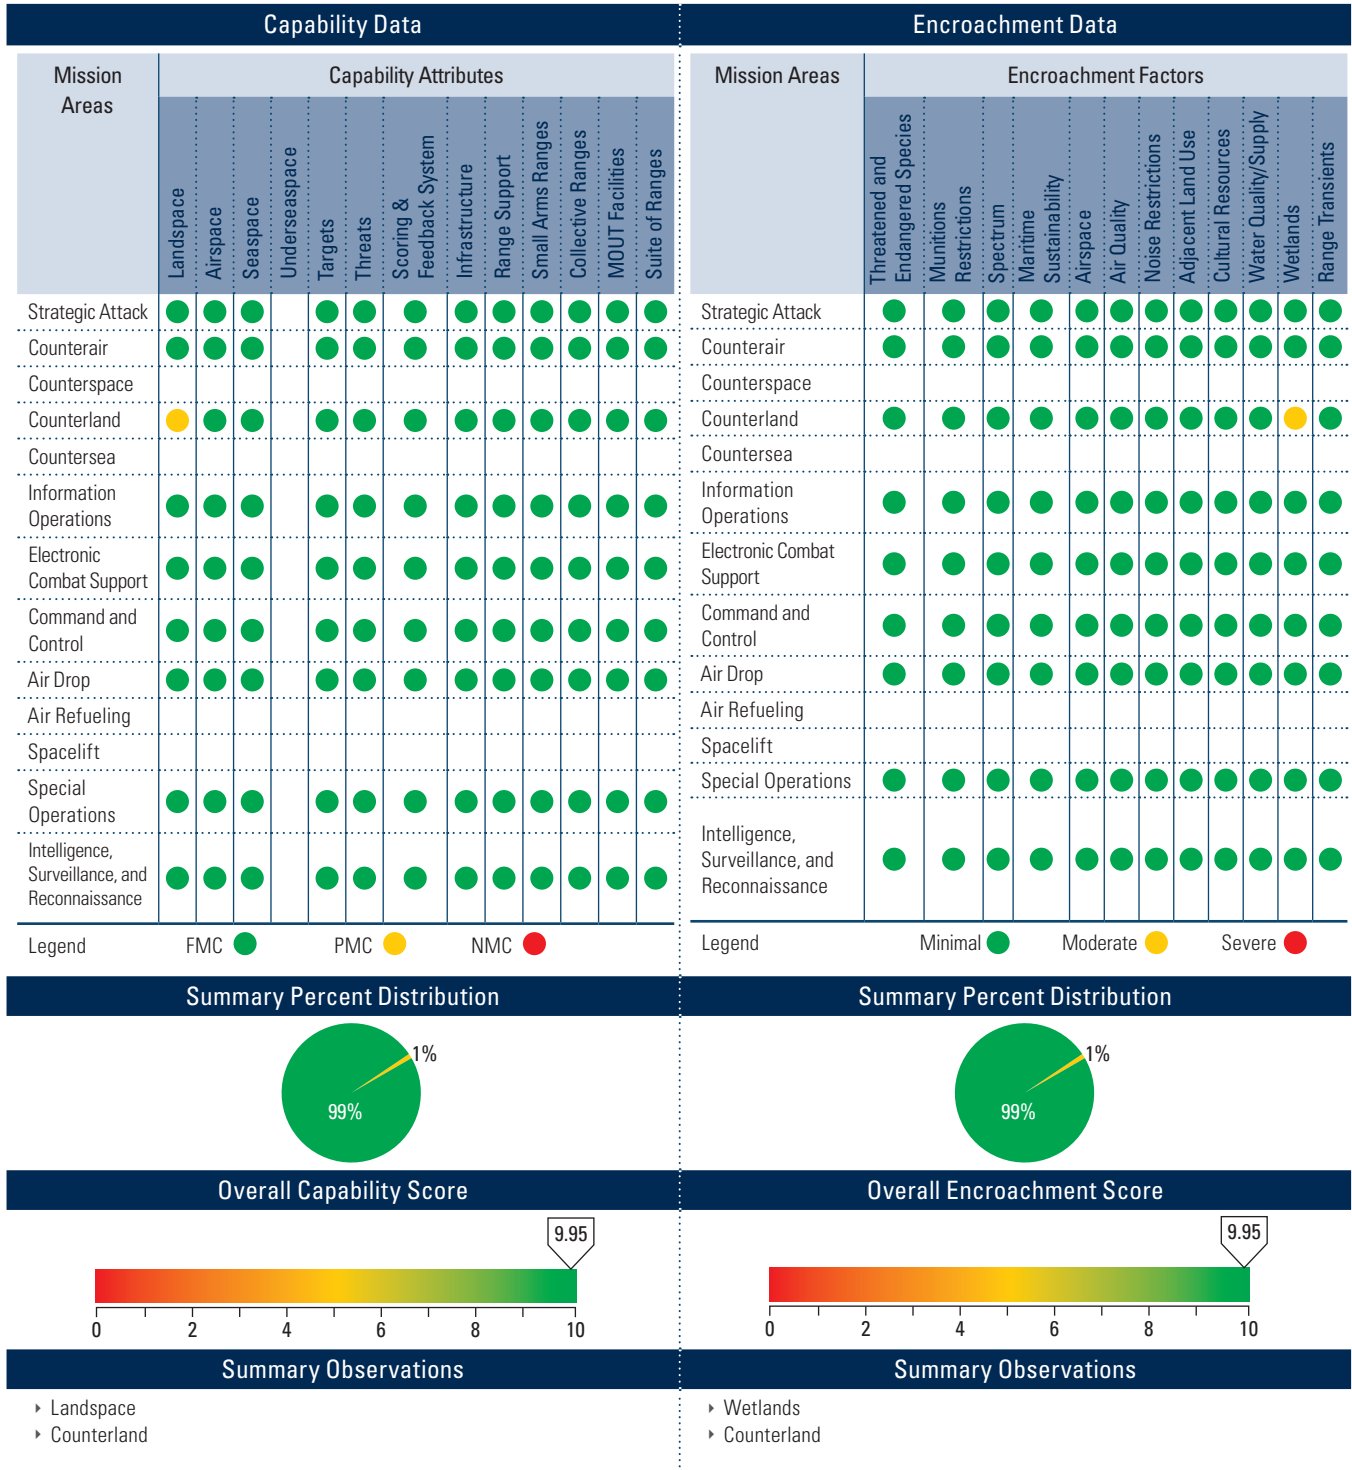 Capability Data
Mission
Areas
Capability Attributes
Landspace
Airspace
Seaspace
Underseaspace
Targets
Threats
Scoring &
Feedback System
Infrastructure
Range Support
Small Arms Ranges
Collective Ranges
MOUT Facilities
Suite of Ranges
Strategic Attack
Counterair
Counterspace
Counterland
Countersea
Information
Operations
Electronic
Combat Support
Command and
Control
Air Drop
Air Refueling
Spacelift
Special
Operations
Intelligence,
Surveillance, and
Reconnaissance
Legend
FMC
PMC
NMC
Summary Percent Distribution
1%
99%
Overall Capability Score
9.95
0 2 4 6 8 10
Summary Observations
Landspace
Counterland
Encroachment Data
Mission Areas
Encroachment Factors
Threatened and
Endangered Species
Munitions
Restrictions
Spectrum
Maritime
Sustainability
Airspace
Air Quality
Noise Restrictions
Adjacent Land Use
Cultural Resources
Water Quality/Supply
Wetlands
Range Transients
Strategic Attack
Counterair
Counterspace
Counterland
Countersea
Information
Operations
Electronic Combat
Support
Command and
Control
Air Drop
Air Refueling
Spacelift
Special Operations
Intelligence,
Surveillance, and
Reconnaissance
Legend
Minimal
Moderate
Severe
Summary Percent Distribution
1%
99%
Overall Encroachment Score
9.95
0 2 4 6 8 10
Summary Observations
Wetlands
Counterland